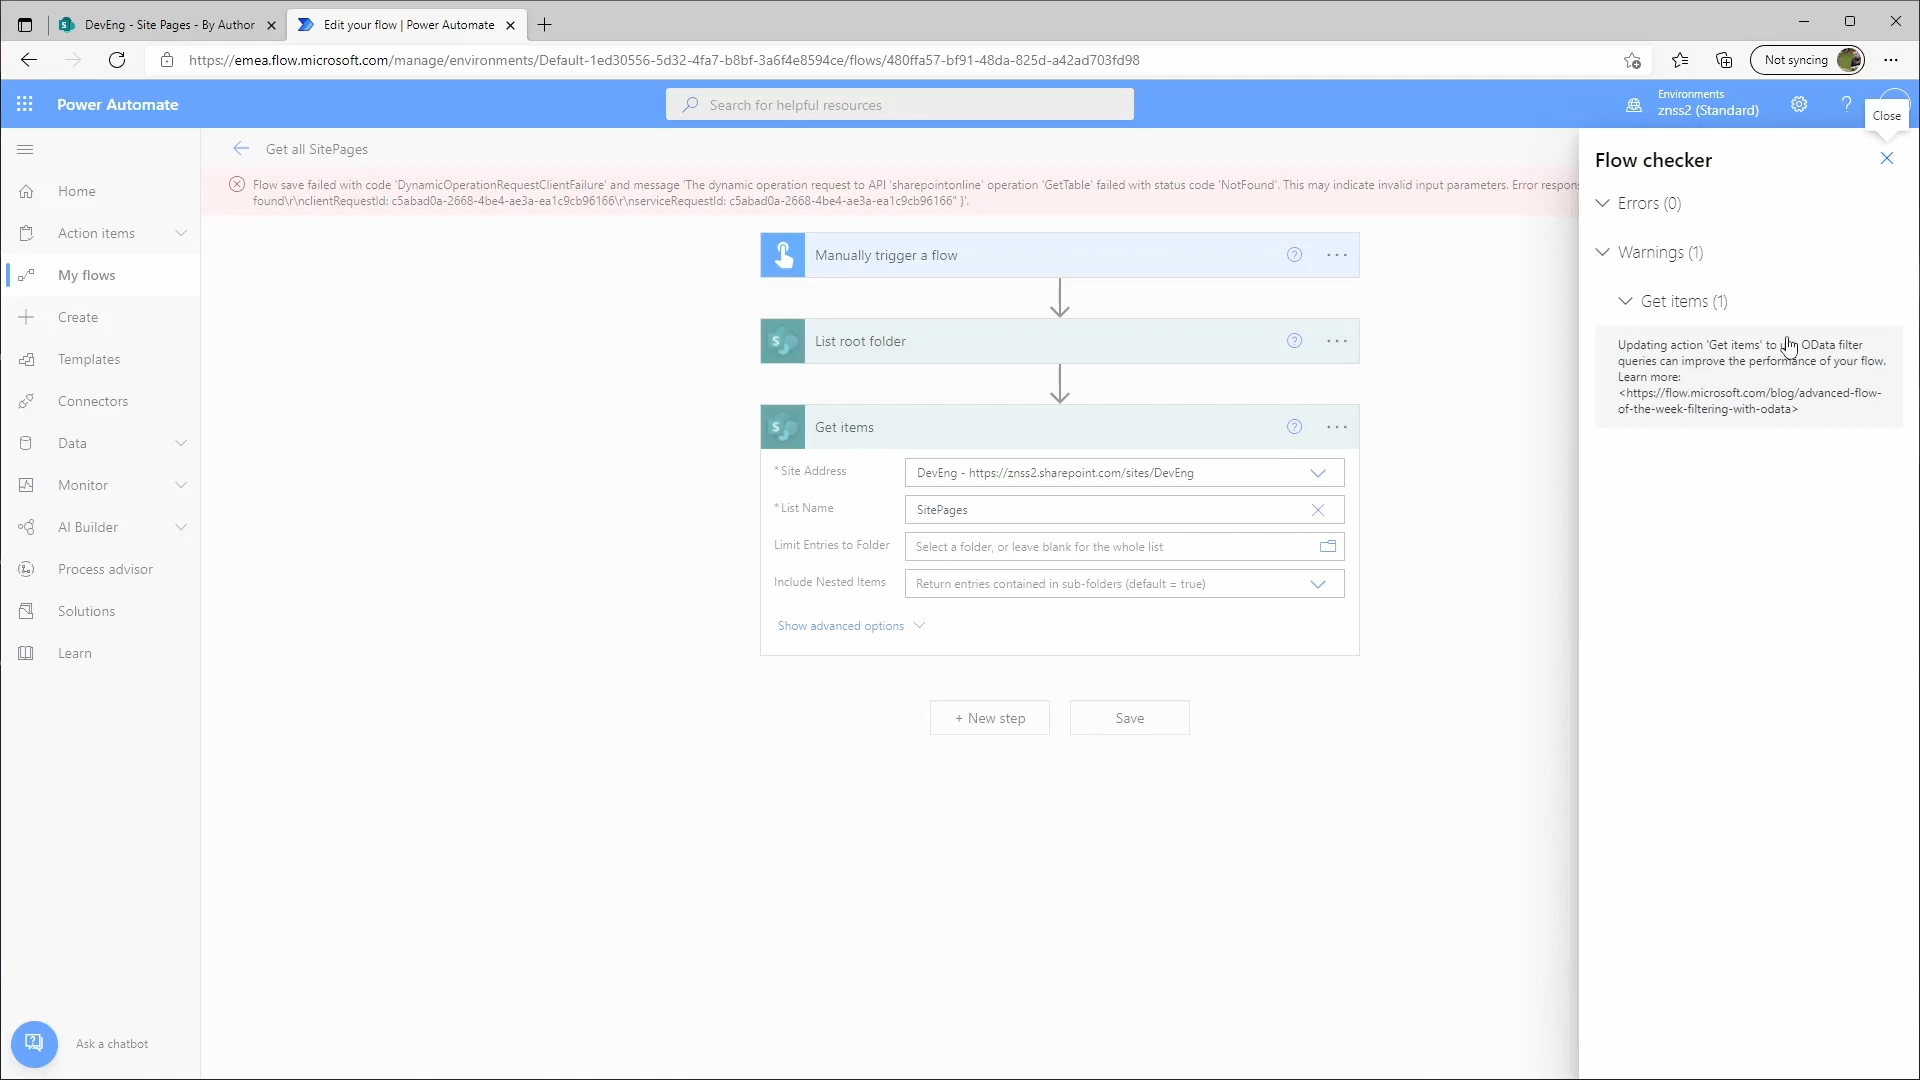 DevEng - Site Pages - By Author
Edit your flow | Power Automate
https://emea.flow.microsoft.com/manage/environments/Default-1ed30556-5d32-4fa7-b8bf-3a6f4e8594ce/flows/480ffa57-bf91-48da-825d-a42ad703fd98
Not syncing
Power Automate
Search for helpful resources
Environments
znss2 (Standard)
?
Close
Home
Action items
My flows
Create
Templates
Connectors
Data
Monitor
AI Builder
Process advisor
Solutions
Learn
Ask a chatbot
Get all SitePages
Flow save failed with code 'DynamicOperationRequestClientFailure' and message 'The dynamic operation request to API 'sharepointonline' operation 'GetTable' failed with status code 'NotFound'. This may indicate invalid input parameters. Error respons
found\r\nclientRequestId: c5abad0a-2668-4be4-ae3a-ea1c9cb96166\r\nserviceRequestId: c5abad0a-2668-4be4-ae3a-ea1c9cb96166" }'.
Manually trigger a flow
List root folder
Get items
* Site Address
DevEng - https://znss2.sharepoint.com/sites/DevEng
* List Name
SitePages
Limit Entries to Folder
Select a folder, or leave blank for the whole list
Include Nested Items
Return entries contained in sub-folders (default = true)
Show advanced options
+ New step
Save
Flow checker
Errors (0)
Warnings (1)
Get items (1)
Updating action 'Get items' to OData filter
queries can improve the performance of your flow.
Learn more:
<https://flow.microsoft.com/blog/advanced-flow-
of-the-week-filtering-with-odata>